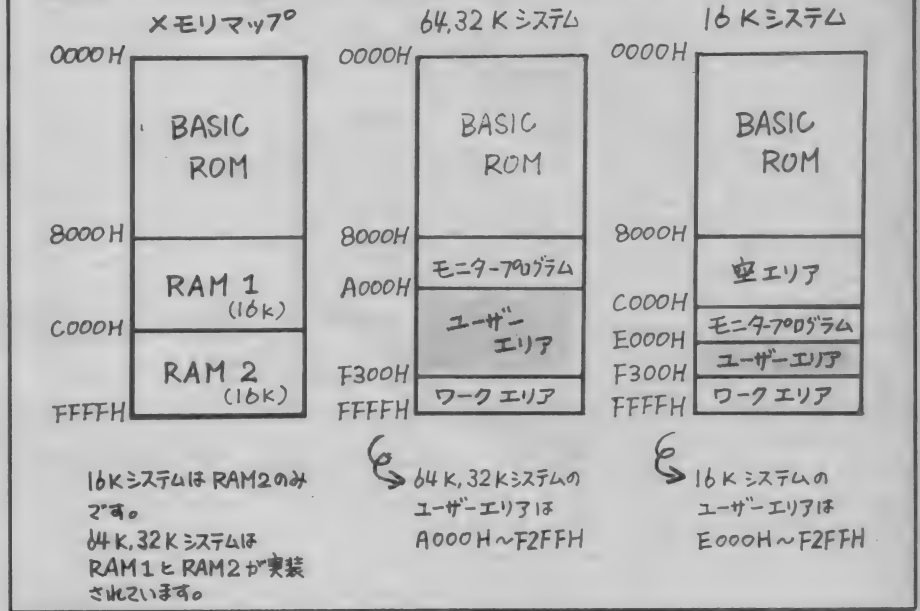 メモリマップ
0000H
BASIC
ROM
8000H
RAM 1
(16K)
C000H
RAM 2
(16K)
FFFFH
16KシステムはRAM2のみ
です。
64K,32Kシステムは
RAM1とRAM2が実装
されています。
64,32Kシステム
0000H
BASIC
ROM
8000H
モニタープログラム
A000H
ユーザー
エリア
F300H
ワークエリア
FFFFH
64K,32Kシステムの
ユーザーエリアは
A000H~F2FFH
16Kシステム
0000H
BASIC
ROM
8000H
空エリア
C000H
モニタープログラム
E000H
ユーザーエリア
F300H
ワークエリア
FFFFH
16Kシステムの
ユーザーエリアは
E000H~F2FFH